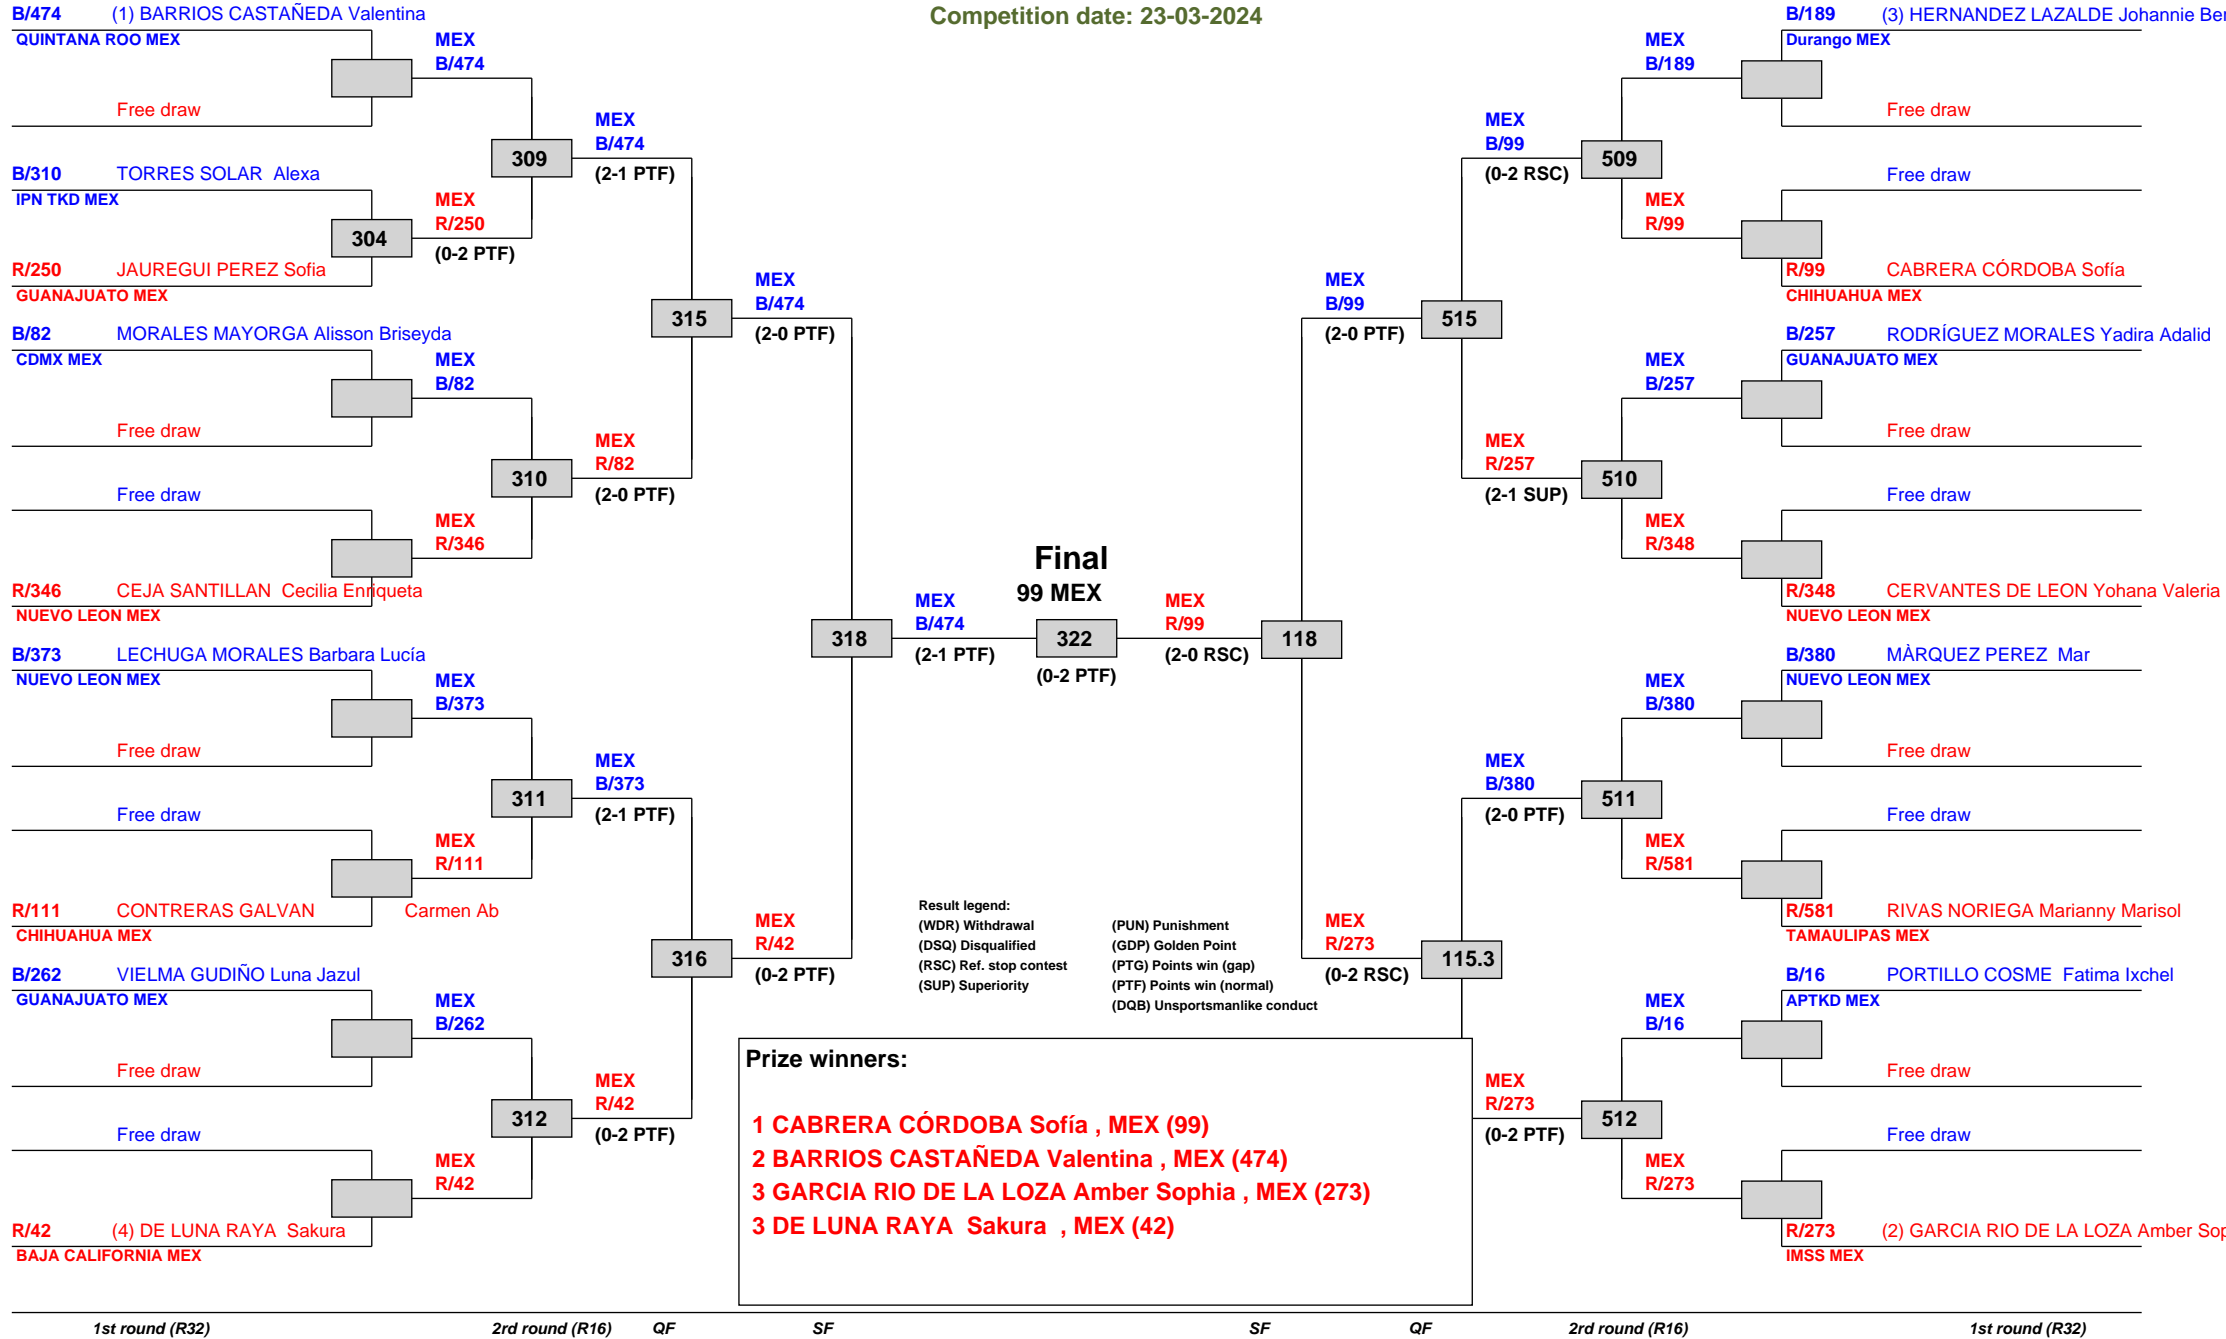 Competition date: 23-03-2024
B/474 (1) BARRIOS CASTAÑEDA Valentina
QUINTANA ROO MEX
MEX
B/474
Free draw
MEX
B/474
309
(2-1 PTF)
B/310 TORRES SOLAR Alexa
IPN TKD MEX
MEX
R/250
304
(0-2 PTF)
R/250 JAUREGUI PEREZ Sofia
GUANAJUATO MEX
MEX
B/474
315
(2-0 PTF)
B/82 MORALES MAYORGA Alisson Briseyda
CDMX MEX
MEX
B/82
Free draw
MEX
R/82
310
(2-0 PTF)
Free draw
MEX
R/346
R/346 CEJA SANTILLAN Cecilia Enriqueta
NUEVO LEON MEX
318
MEX
B/474
(2-1 PTF)
B/373 LECHUGA MORALES Barbara Lucía
NUEVO LEON MEX
MEX
B/373
Free draw
MEX
B/373
311
(2-1 PTF)
Free draw
MEX
R/111
R/111 CONTRERAS GALVAN Carmen Ab
CHIHUAHUA MEX
MEX
R/42
316
(0-2 PTF)
B/262 VIELMA GUDIÑO Luna Jazul
GUANAJUATO MEX
MEX
B/262
Free draw
MEX
R/42
312
(0-2 PTF)
Free draw
MEX
R/42
R/42 (4) DE LUNA RAYA Sakura
BAJA CALIFORNIA MEX
Final
99 MEX
322
(0-2 PTF)
MEX
R/99
118
(2-0 RSC)
B/189 (3) HERNANDEZ LAZALDE Johannie Ber
Durango MEX
MEX
B/189
Free draw
MEX
B/99
509
(0-2 RSC)
Free draw
MEX
R/99
R/99 CABRERA CÓRDOBA Sofía
CHIHUAHUA MEX
MEX
B/99
515
(2-0 PTF)
B/257 RODRÍGUEZ MORALES Yadira Adalid
GUANAJUATO MEX
MEX
B/257
Free draw
MEX
R/257
510
(2-1 SUP)
Free draw
MEX
R/348
R/348 CERVANTES DE LEON Yohana Valeria
NUEVO LEON MEX
B/380 MÀRQUEZ PEREZ Mar
NUEVO LEON MEX
MEX
B/380
Free draw
MEX
B/380
511
(2-0 PTF)
Free draw
MEX
R/581
R/581 RIVAS NORIEGA Marianny Marisol
TAMAULIPAS MEX
MEX
R/273
115.3
(0-2 RSC)
B/16 PORTILLO COSME Fatima Ixchel
APTKD MEX
MEX
B/16
Free draw
MEX
R/273
512
(0-2 PTF)
Free draw
MEX
R/273
R/273 (2) GARCIA RIO DE LA LOZA Amber Sop
IMSS MEX
Result legend:
(WDR) Withdrawal (PUN) Punishment
(DSQ) Disqualified (GDP) Golden Point
(RSC) Ref. stop contest (PTG) Points win (gap)
(SUP) Superiority (PTF) Points win (normal)
(DQB) Unsportsmanlike conduct
Prize winners:
1 CABRERA CÓRDOBA Sofía , MEX (99)
2 BARRIOS CASTAÑEDA Valentina , MEX (474)
3 GARCIA RIO DE LA LOZA Amber Sophia , MEX (273)
3 DE LUNA RAYA Sakura , MEX (42)
1st round (R32) 2rd round (R16) QF SF SF QF 2rd round (R16) 1st round (R32)